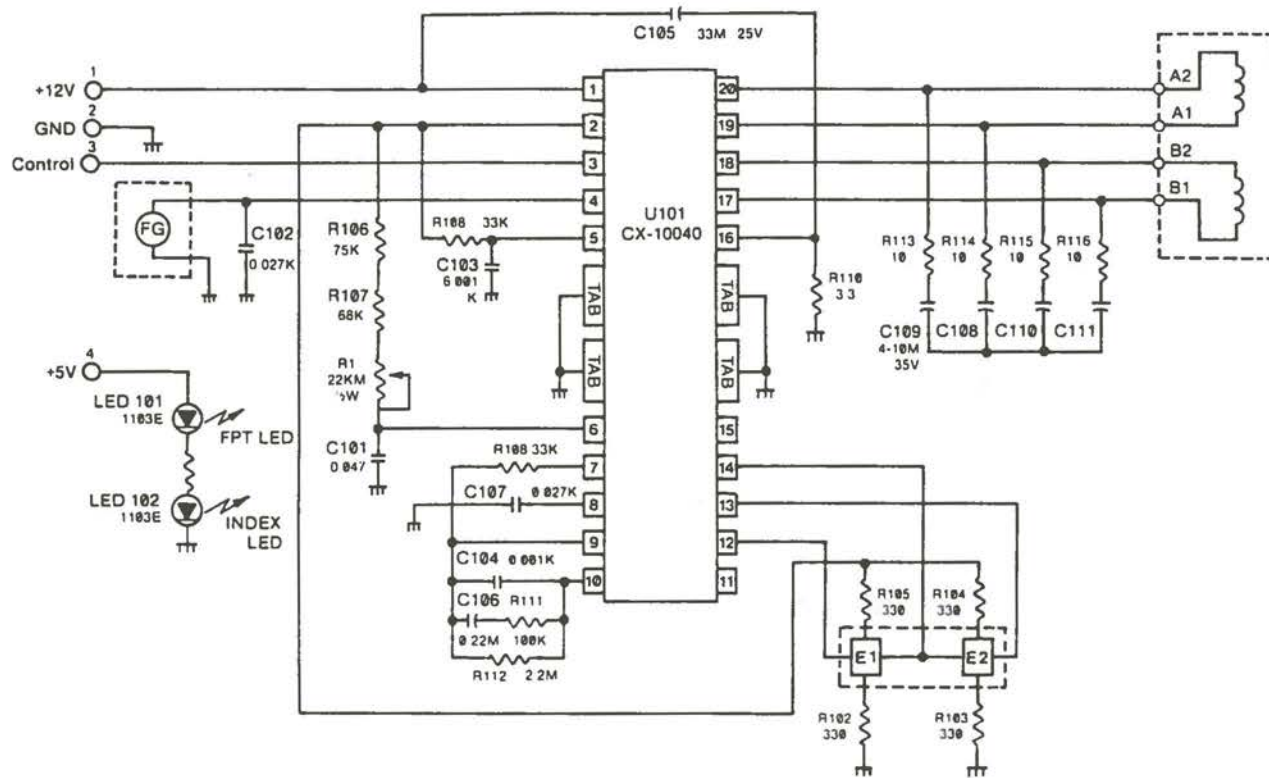 C105 33M 25V
1
+12V
2
GND
3
Control
FG
C102
0 027K
R106
75K
R107
68K
R1
22KM
½W
C101
0 047
R108 33K
C103
6 001
K
4
+5V
LED 101
1103E
FPT LED
LED 102
1103E
INDEX
LED
R108 33K
C107 0 027K
C104 0 001K
C106 R111
0 22M 100K
R112 2 2M
1
2
3
4
5
TAB
TAB
6
7
8
9
10
U101
CX-10040
20
19
18
17
16
TAB
TAB
15
14
13
12
11
R110
3 3
A2
A1
B2
B1
R113
10
R114
10
R115
10
R116
10
C109
4-10M
35V
C108
C110
C111
R105
330
R104
330
E1
E2
R102
330
R103
330